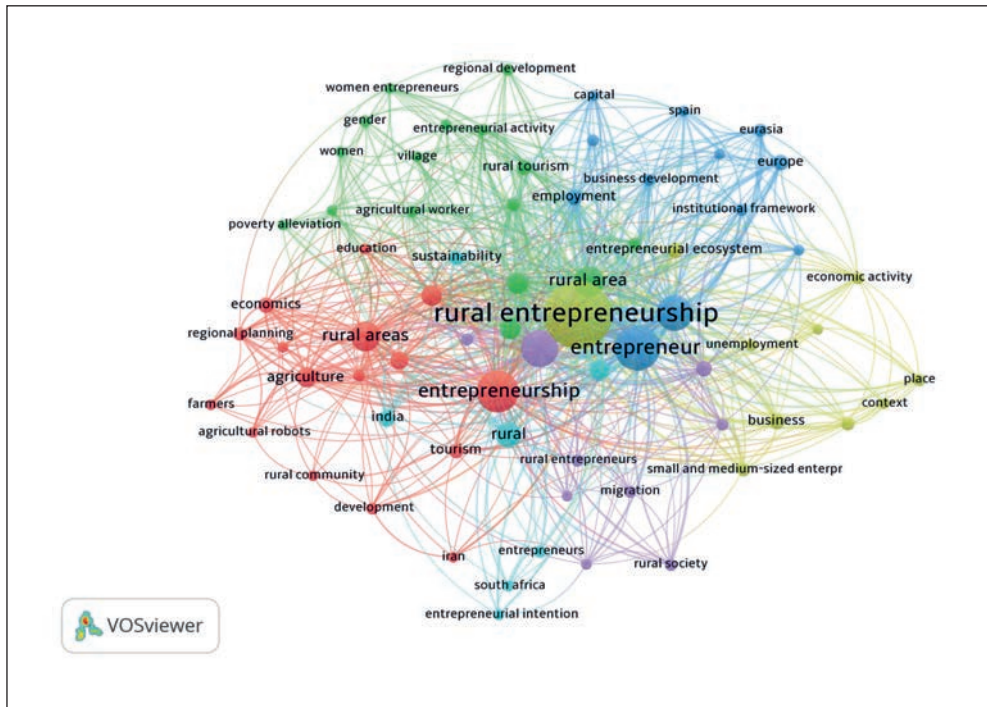 regional development
women entrepreneurs
capital
spain
gender
entrepreneurial activity
eurasia
women
village
rural tourism
europe
business development
employment
institutional framework
agricultural worker
poverty alleviation
education
sustainability
entrepreneurial ecosystem
economic activity
rural area
economics
rural entrepreneurship
regional planning
rural areas
entrepreneur
unemployment
agriculture
place
entrepreneurship
farmers
context
india
business
agricultural robots
rural
tourism
rural entrepreneurs
small and medium-sized enterpr
rural community
migration
development
entrepreneurs
iran
rural society
south africa
entrepreneurial intention
VOSviewer